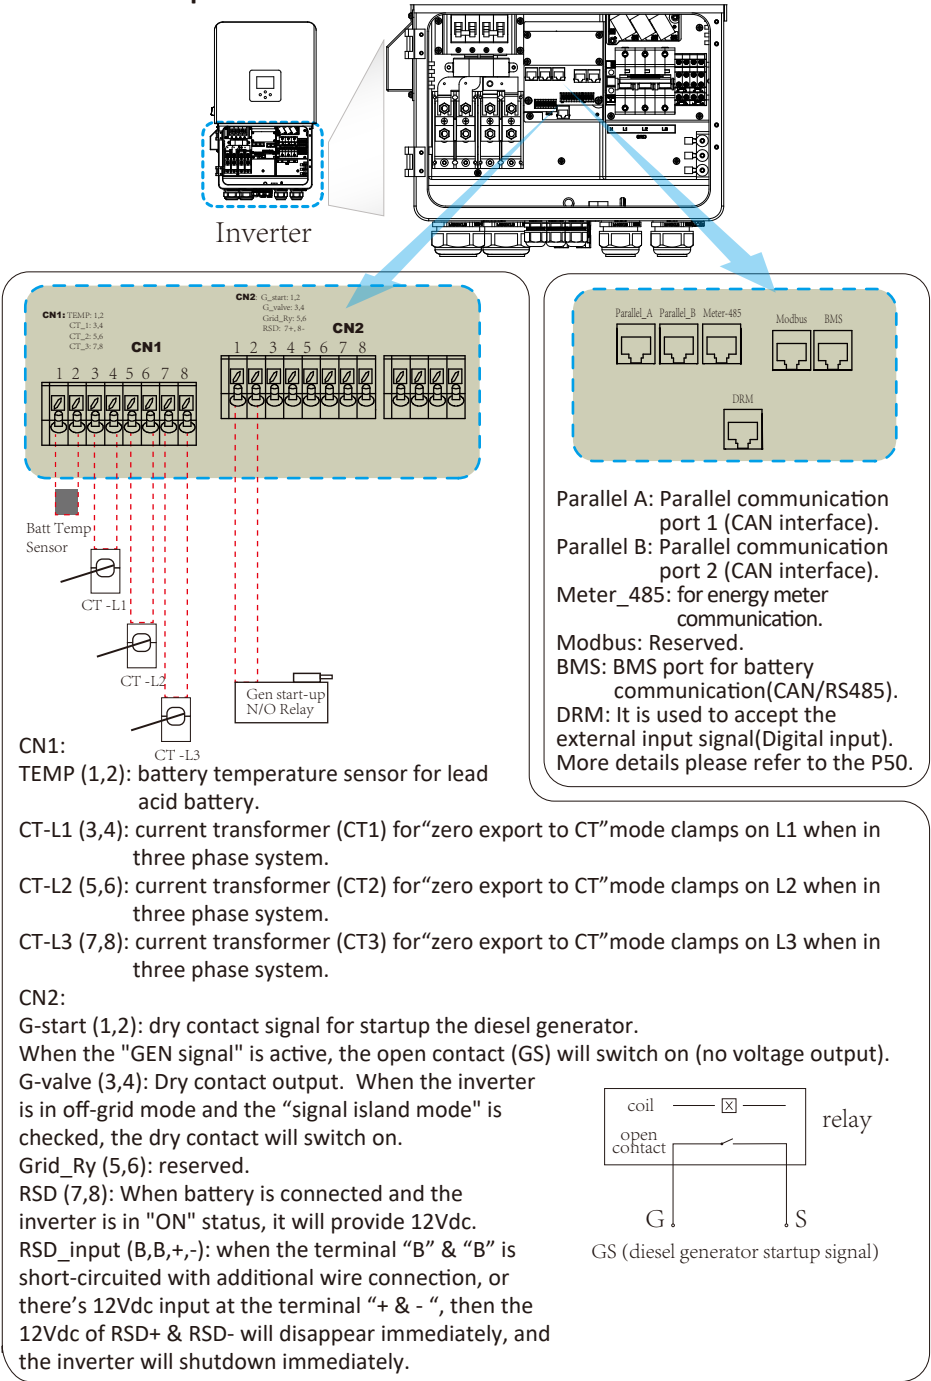 Inverter
CN1: TEMP: 1,2
CT_1: 3,4
CT_2: 5,6
CT_3: 7,8
CN1
1 2 3 4 5 6 7 8
CN2: G_start: 1,2
G_valve: 3,4
Grid_Ry: 5,6
RSD: 7+, 8-
CN2
1 2 3 4 5 6 7 8
Batt Temp
Sensor
CT -L1
CT -L2
CT -L3
Gen start-up
N/O Relay
Parallel_A Parallel_B Meter-485
Modbus BMS
DRM
Parallel A: Parallel communication
port 1 (CAN interface).
Parallel B: Parallel communication
port 2 (CAN interface).
Meter_485: for energy meter
communication.
Modbus: Reserved.
BMS: BMS port for battery
communication(CAN/RS485).
DRM: It is used to accept the
external input signal(Digital input).
More details please refer to the P50.
CN1:
TEMP (1,2): battery temperature sensor for lead
acid battery.
CT-L1 (3,4): current transformer (CT1) for“zero export to CT”mode clamps on L1 when in
three phase system.
CT-L2 (5,6): current transformer (CT2) for“zero export to CT”mode clamps on L2 when in
three phase system.
CT-L3 (7,8): current transformer (CT3) for“zero export to CT”mode clamps on L3 when in
three phase system.
CN2:
G-start (1,2): dry contact signal for startup the diesel generator.
When the "GEN signal" is active, the open contact (GS) will switch on (no voltage output).
G-valve (3,4): Dry contact output. When the inverter
is in off-grid mode and the “signal island mode" is
checked, the dry contact will switch on.
Grid_Ry (5,6): reserved.
RSD (7,8): When battery is connected and the
inverter is in "ON" status, it will provide 12Vdc.
RSD_input (B,B,+,-): when the terminal “B” & “B” is
short-circuited with additional wire connection, or
there’s 12Vdc input at the terminal “+ & - “, then the
12Vdc of RSD+ & RSD- will disappear immediately, and
the inverter will shutdown immediately.
coil
open
contact
relay
G S
GS (diesel generator startup signal)